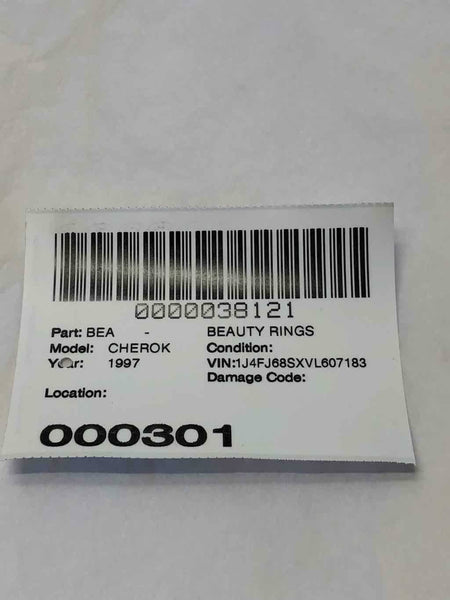 0000038121
Part: BEA - BEAUTY RINGS
Model: CHEROK Condition:
Year: 1997 VIN:1J4FJ68SXVL607183
Damage Code:
Location:
000301